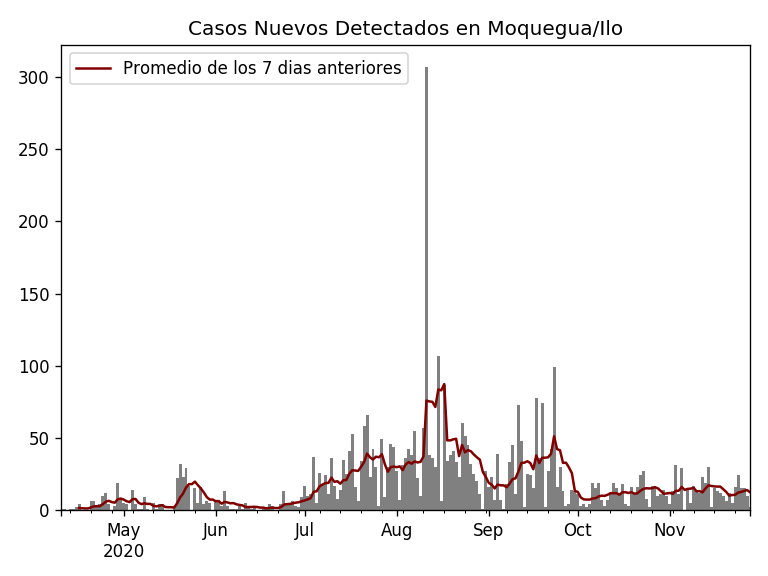 Casos Nuevos Detectados en Moquegua/Ilo
Promedio de los 7 dias anteriores
300
250
200
150
100
50
0
May Jun Jul Aug Sep Oct Nov
2020